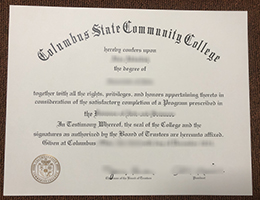 Columbus State Community College
hereby confers upon
the degree of
together with all the rights, privileges, and honors appertaining thereto in
consideration of the satisfactory completion of a Program prescribed in
the
In Testimony Whereof, the seal of the College and the
signatures as authorized by the Board of Trustees are hereunto affixed.
Given at Columbus